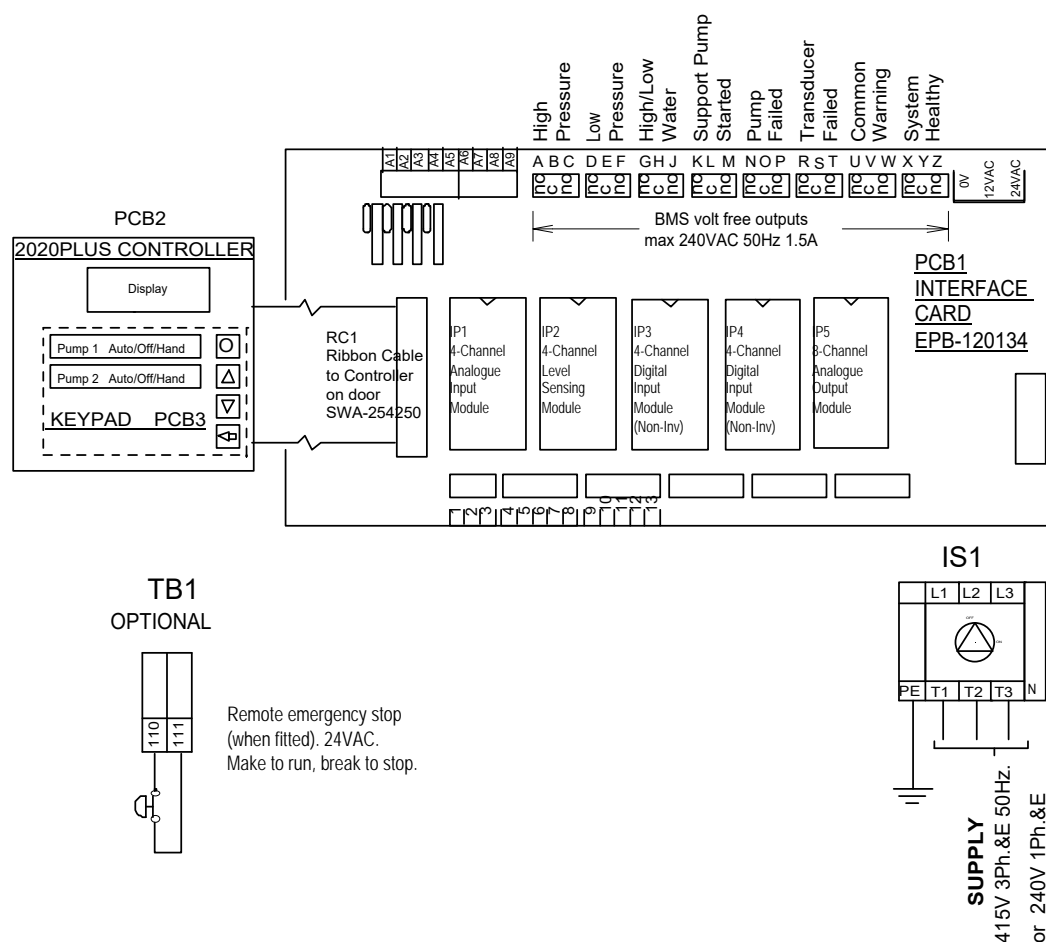 High
Pressure
Low
Pressure
High/Low
Water
Support Pump
Started
Pump
Failed
Transducer
Failed
Common
Warning
System
Healthy
A1 A2 A3 A4 A5 A6 A7 A8 A9
A B C D E F G H J K L M N O P R S T U V W X Y Z
nc c no nc c no nc c no nc c no nc c no nc c no nc c no nc c no
0V
12VAC
24VAC
BMS volt free outputs
max 240VAC 50Hz 1.5A
PCB2
2020PLUS CONTROLLER
Display
Pump 1 Auto/Off/Hand
Pump 2 Auto/Off/Hand
KEYPAD PCB3
RC1
Ribbon Cable
to Controller
on door
SWA-254250
IP1
4-Channel
Analogue
Input
Module
IP2
4-Channel
Level
Sensing
Module
IP3
4-Channel
Digital
Input
Module
(Non-Inv)
IP4
4-Channel
Digital
Input
Module
(Non-Inv)
IP5
-Channel
Analogue
Output
Module
PCB1
INTERFACE
CARD
EPB-120134
1 2 3 4 5 6 7 8 9 10 11 12 13
TB1
OPTIONAL
110 111
Remote emergency stop
(when fitted). 24VAC.
Make to run, break to stop.
IS1
L1 L2 L3
OFF
ON
PE T1 T2 T3 N
SUPPLY
415V 3Ph.&E 50Hz.
or 240V 1Ph.&E